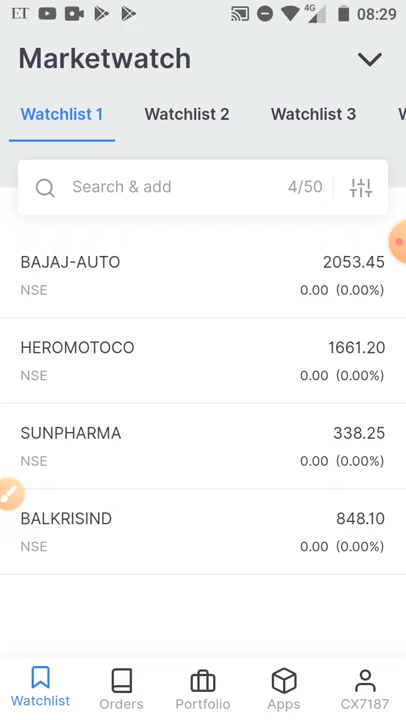 ET 4G 08:29
Marketwatch
Watchlist 1 Watchlist 2 Watchlist 3 W
Search & add 4/50
BAJAJ-AUTO 2053.45
NSE 0.00 (0.00%)
HEROMOTOCO 1661.20
NSE 0.00 (0.00%)
SUNPHARMA 338.25
NSE 0.00 (0.00%)
BALKRISIND 848.10
NSE 0.00 (0.00%)
Watchlist Orders Portfolio Apps CX7187